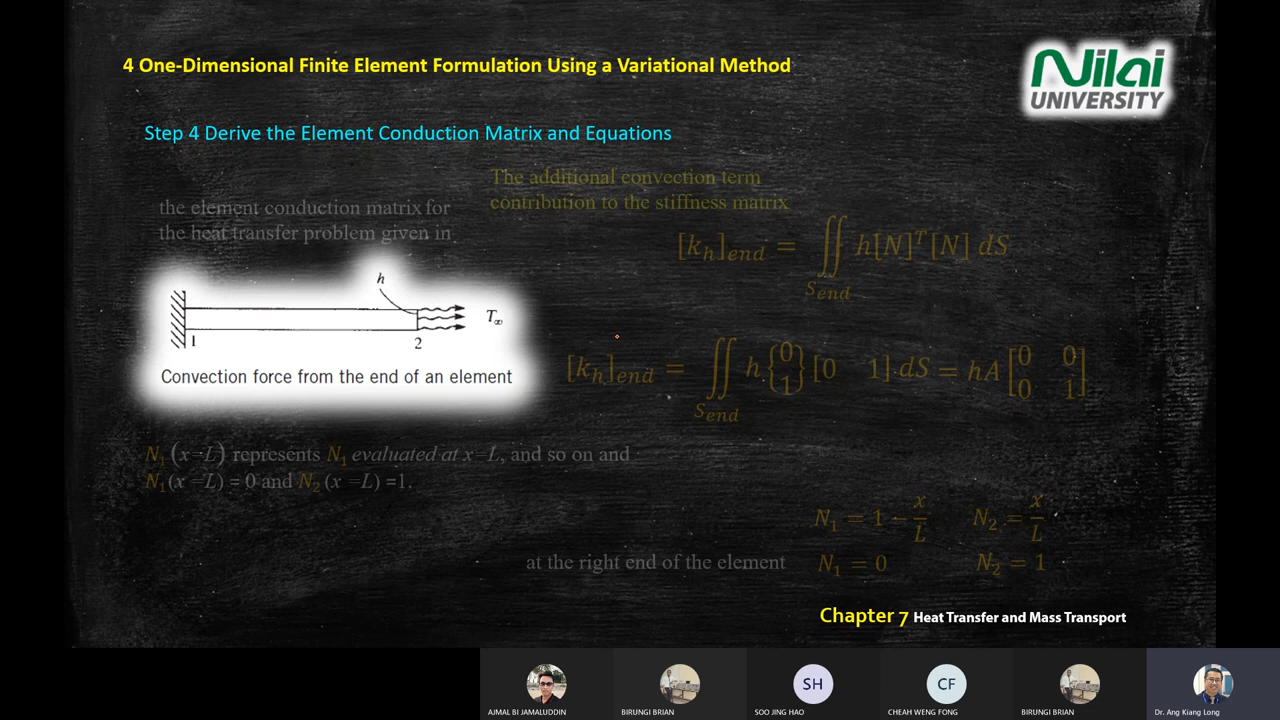 4 One-Dimensional Finite Element Formulation Using a Variational Method
Nilai
UNIVERSITY
Step 4 Derive the Element Conduction Matrix and Equations
The additional convection term
contribution to the stiffness matrix
the element conduction matrix for
the heat transfer problem given in
[k_h]_end = ∬_{S_end} h[N]^T[N] dS
h
T∞
1
2
Convection force from the end of an element
[k_h]_end = ∬_{S_end} h {0 1} [0 1] dS = hA [0 0 0 1]
N₁ (x=L) represents N₁ evaluated at x=L, and so on and
N₁(x =L) = 0 and N₂ (x =L) =1.
N₁ = 1 − x/L N₂ = x/L
at the right end of the element N₁ = 0 N₂ = 1
Chapter 7 Heat Transfer and Mass Transport
SH
CF
AJMAL BI JAMALUDDIN
BIRUNGI BRIAN
SOO JING HAO
CHEAH WENG FONG
BIRUNGI BRIAN
Dr. Ang Kiang Long